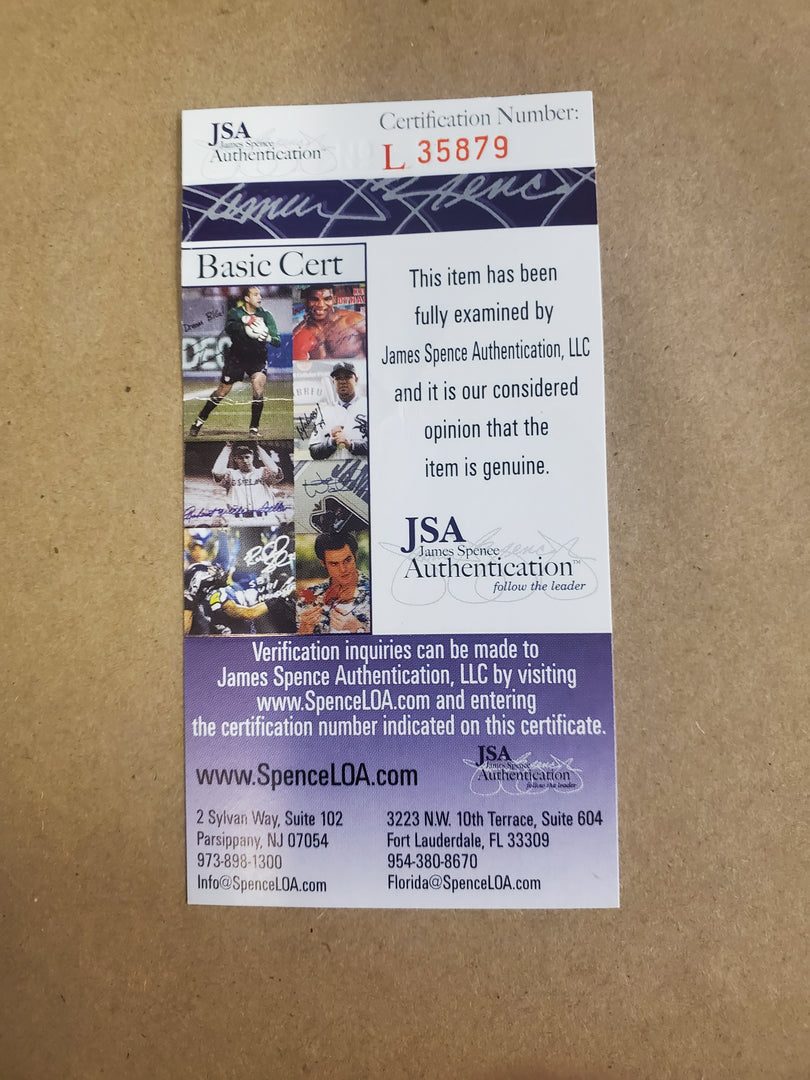 JSA
James Spence
Authentication
Certification Number:
L 35879
James Spence
Basic Cert
This item has been
fully examined by
James Spence Authentication, LLC
and it is our considered
opinion that the
item is genuine.
JSA
James Spence
Authentication™
follow the leader
Verification inquiries can be made to
James Spence Authentication, LLC by visiting
www.SpenceLOA.com and entering
the certification number indicated on this certificate.
www.SpenceLOA.com
JSA
James Spence
Authentication
follow the leader
2 Sylvan Way, Suite 102
Parsippany, NJ 07054
973-898-1300
Info@SpenceLOA.com
3223 N.W. 10th Terrace, Suite 604
Fort Lauderdale, FL 33309
954-380-8670
Florida@SpenceLOA.com